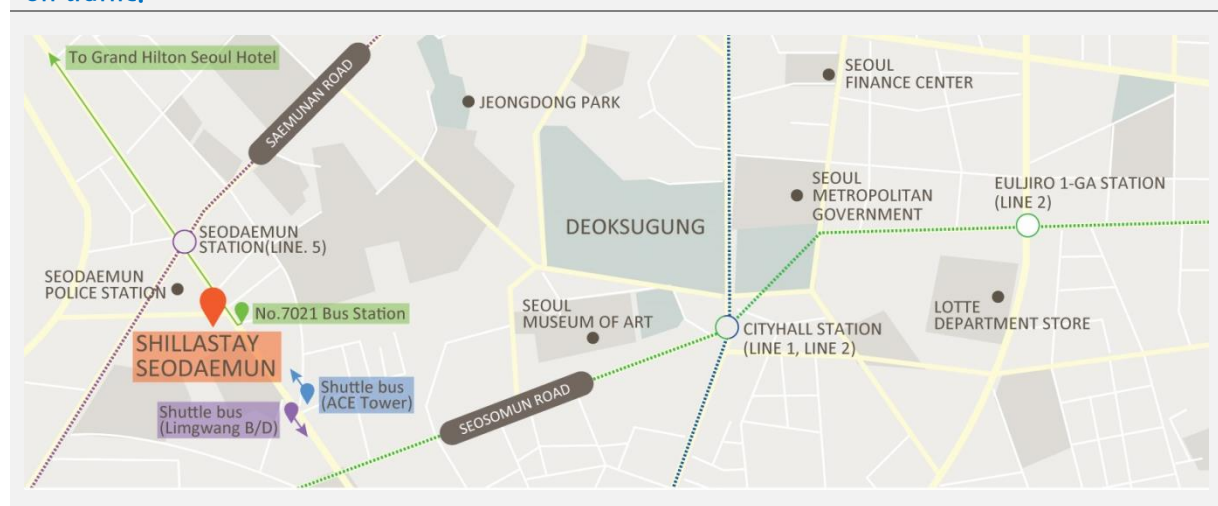 on traffic.
To Grand Hilton Seoul Hotel
SAEMUNAN ROAD
JEONGDONG PARK
SEOUL
FINANCE CENTER
SEODAEMUN
STATION(LINE. 5)
DEOKSUGUNG
SEOUL
METROPOLITAN
GOVERNMENT
EULJIRO 1-GA STATION
(LINE 2)
SEODAEMUN
POLICE STATION
No.7021 Bus Station
SEOUL
MUSEUM OF ART
CITYHALL STATION
(LINE 1, LINE 2)
LOTTE
DEPARTMENT STORE
SHILLASTAY
SEODAEMUN
Shuttle bus
(ACE Tower)
Shuttle bus
(Limgwang B/D)
SEOSOMUN ROAD